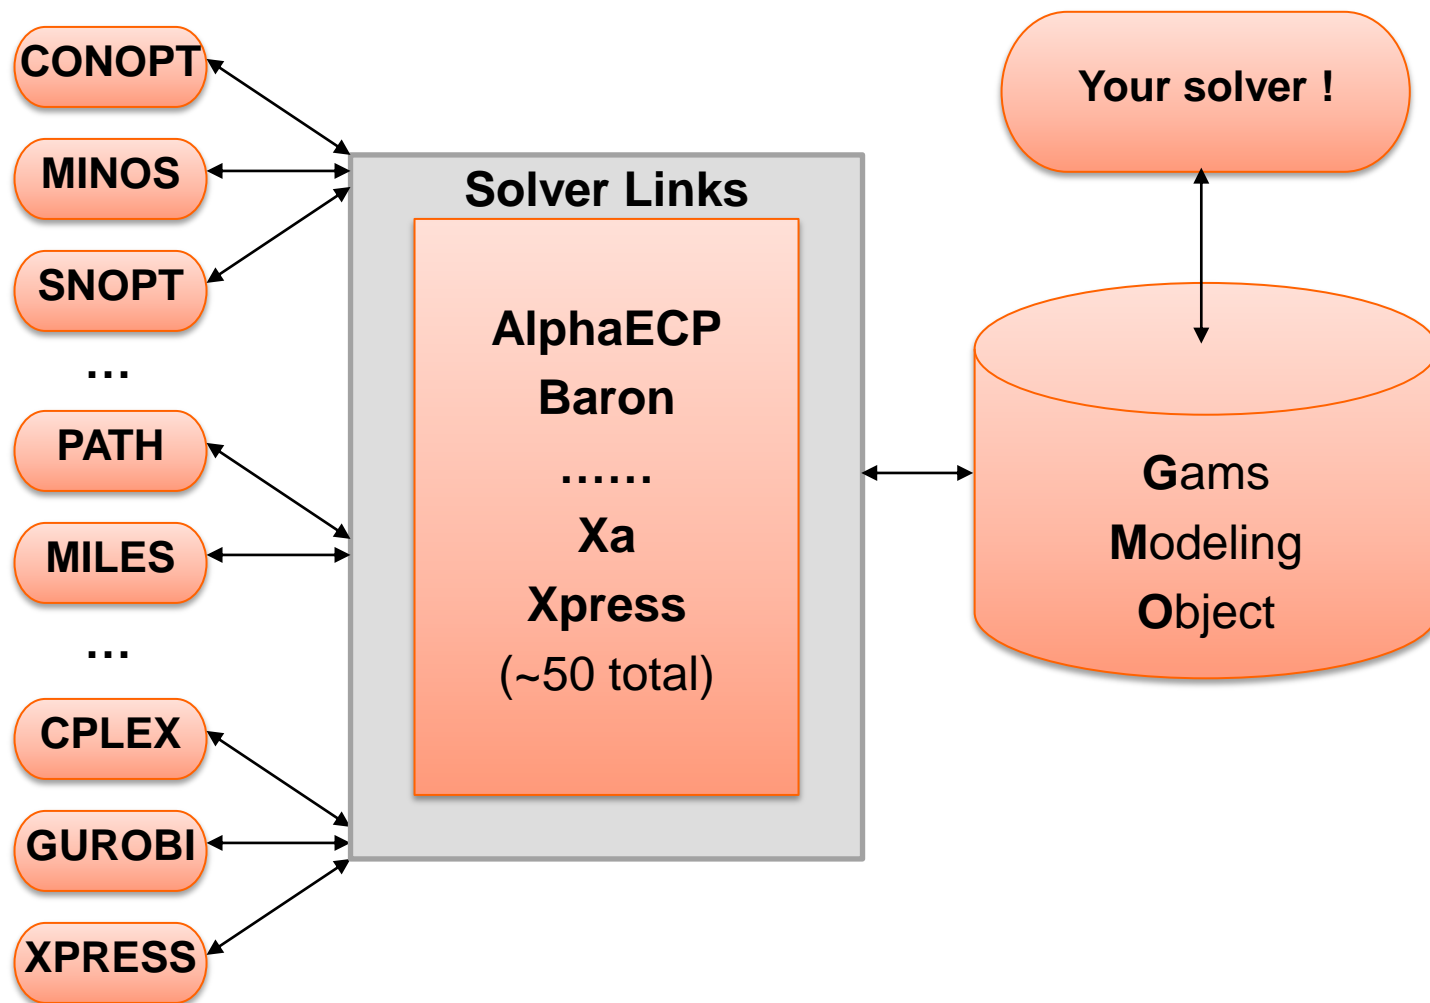 CONOPT
MINOS
SNOPT
…
PATH
MILES
…
CPLEX
GUROBI
XPRESS
Solver Links
AlphaECP
Baron
……
Xa
Xpress
(~50 total)
Your solver !
Gams
Modeling
Object